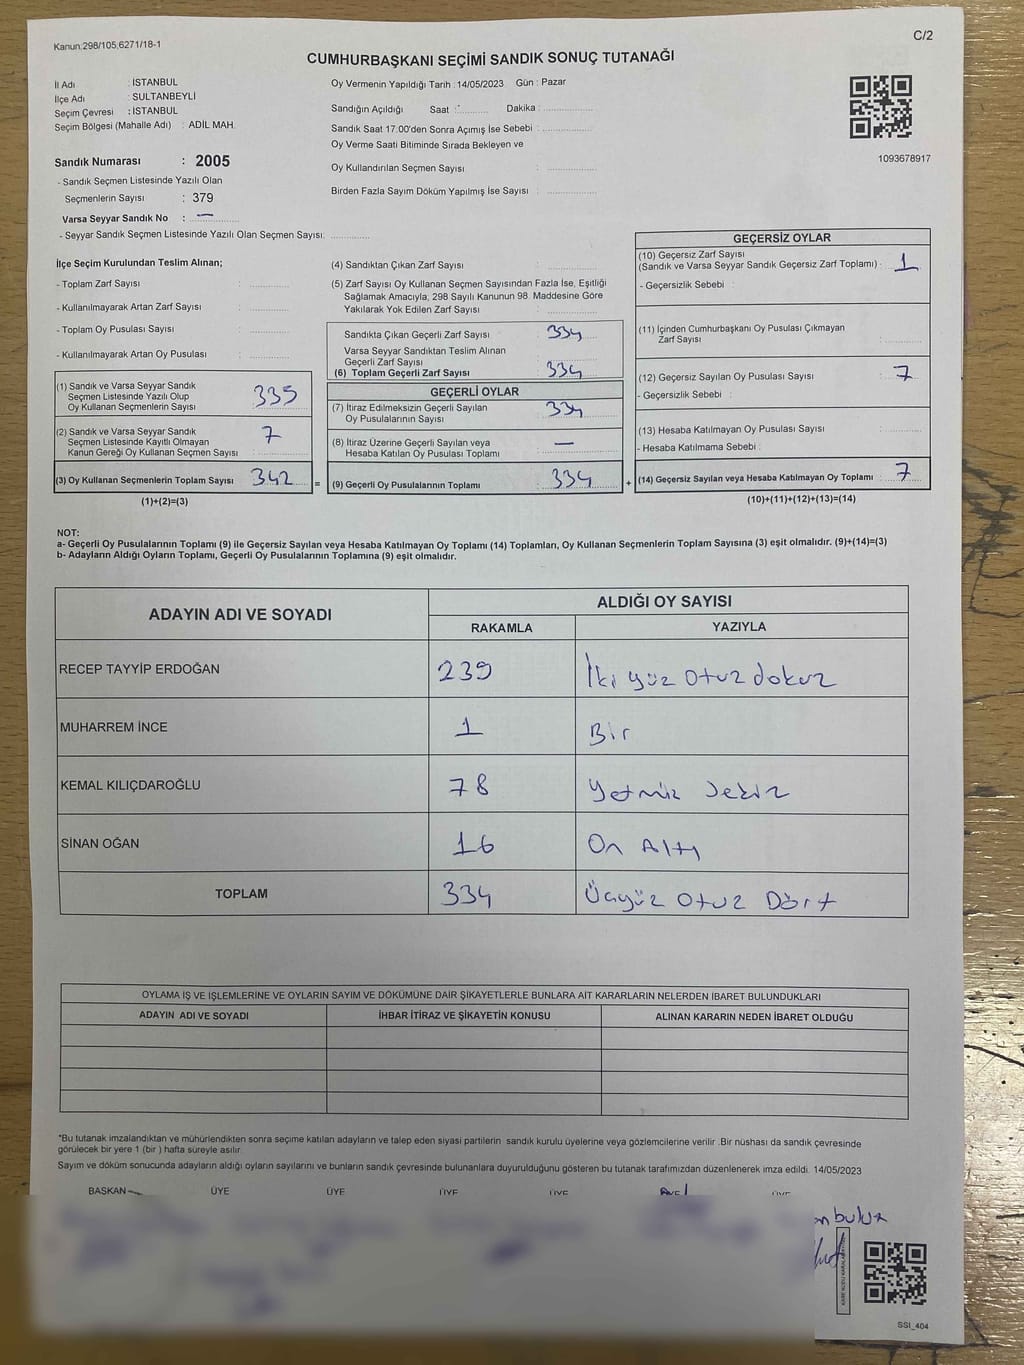 Kanun:298/105,6271/18-1
C/2
CUMHURBAŞKANI SEÇİMİ SANDIK SONUÇ TUTANAĞI
İl Adı : İSTANBUL
İlçe Adı : SULTANBEYLİ
Seçim Çevresi : İSTANBUL
Seçim Bölgesi (Mahalle Adı) : ADİL MAH.
Sandık Numarası : 2005
- Sandık Seçmen Listesinde Yazılı Olan
Seçmenlerin Sayısı : 379
Varsa Seyyar Sandık No : —
- Seyyar Sandık Seçmen Listesinde Yazılı Olan Seçmen Sayısı:
Oy Vermenin Yapıldığı Tarih : 14/05/2023 Gün : Pazar
Sandığın Açıldığı Saat : Dakika :
Sandık Saat 17:00'den Sonra Açımış İse Sebebi :
Oy Verme Saati Bitiminde Sırada Bekleyen ve
Oy Kullandırılan Seçmen Sayısı :
Birden Fazla Sayım Döküm Yapılmış İse Sayısı :
1093678917
İlçe Seçim Kurulundan Teslim Alınan;
- Toplam Zarf Sayısı :
- Kullanılmayarak Artan Zarf Sayısı :
- Toplam Oy Pusulası Sayısı :
- Kullanılmayarak Artan Oy Pusulası :
(1) Sandık ve Varsa Seyyar Sandık
Seçmen Listesinde Yazılı Olup
Oy Kullanan Seçmenlerin Sayısı 335
(2) Sandık ve Varsa Seyyar Sandık
Seçmen Listesinde Kayıtlı Olmayan
Kanun Gereği Oy Kullanan Seçmen Sayısı : 7
(3) Oy Kullanan Seçmenlerin Toplam Sayısı : 342
(1)+(2)=(3)
=
(4) Sandıktan Çıkan Zarf Sayısı :
(5) Zarf Sayısı Oy Kullanan Seçmen Sayısından Fazla İse, Eşitliği
Sağlamak Amacıyla; 298 Sayılı Kanunun 98. Maddesine Göre
Yakılarak Yok Edilen Zarf Sayısı :
Sandıkta Çıkan Geçerli Zarf Sayısı : 334
Varsa Seyyar Sandıktan Teslim Alınan
Geçerli Zarf Sayısı
(6) Toplam Geçerli Zarf Sayısı : 334
GEÇERLİ OYLAR
(7) İtiraz Edilmeksizin Geçerli Sayılan
Oy Pusulalarının Sayısı : 334
(8) İtiraz Üzerine Geçerli Sayılan veya
Hesaba Katılan Oy Pusulası Toplamı : —
(9) Geçerli Oy Pusulalarının Toplamı : 334
+
GEÇERSİZ OYLAR
(10) Geçersiz Zarf Sayısı
(Sandık ve Varsa Seyyar Sandık Geçersiz Zarf Toplamı) : 1
- Geçersizlik Sebebi :
(11) İçinden Cumhurbaşkanı Oy Pusulası Çıkmayan
Zarf Sayısı :
(12) Geçersiz Sayılan Oy Pusulası Sayısı : 7
- Geçersizlik Sebebi :
(13) Hesaba Katılmayan Oy Pusulası Sayısı :
- Hesaba Katılmama Sebebi :
(14) Geçersiz Sayılan veya Hesaba Katılmayan Oy Toplamı : 7
(10)+(11)+(12)+(13)=(14)
NOT:
a- Geçerli Oy Pusulalarının Toplamı (9) ile Geçersiz Sayılan veya Hesaba Katılmayan Oy Toplamı (14) Toplamları, Oy Kullanan Seçmenlerin Toplam Sayısına (3) eşit olmalıdır. (9)+(14)=(3)
b- Adayların Aldığı Oyların Toplamı, Geçerli Oy Pusulalarının Toplamına (9) eşit olmalıdır.
ADAYIN ADI VE SOYADI ALDIĞI OY SAYISI
RAKAMLA YAZIYLA
RECEP TAYYİP ERDOĞAN 239 İki yüz Otuz dokuz
MUHARREM İNCE 1 Bir
KEMAL KILIÇDAROĞLU 78 Yetmiz Sekiz
SİNAN OĞAN 16 On Altı
TOPLAM 334 Üçyüz Otuz Dört
OYLAMA İŞ VE İŞLEMLERİNE VE OYLARIN SAYIM VE DÖKÜMÜNE DAİR ŞİKAYETLERLE BUNLARA AİT KARARLARIN NELERDEN İBARET BULUNDUKLARI
ADAYIN ADI VE SOYADI İHBAR İTİRAZ VE ŞİKAYETİN KONUSU ALINAN KARARIN NEDEN İBARET OLDUĞU
*Bu tutanak imzalandıktan ve mühürlendikten sonra seçime katılan adayların ve talep eden siyasi partilerin sandık kurulu üyelerine veya gözlemcilerine verilir .Bir nüshası da sandık çevresinde
görülecek bir yere 1 (bir ) hafta süreyle asılır.
Sayım ve döküm sonucunda adayların aldığı oyların sayılarını ve bunların sandık çevresinde bulunanlara duyurulduğunu gösteren bu tutanak tarafımızdan düzenlenerek imza edildi. 14/05/2023
BAŞKAN ÜYE ÜYE ÜYE ÜYE ÜYE
SSİ_404